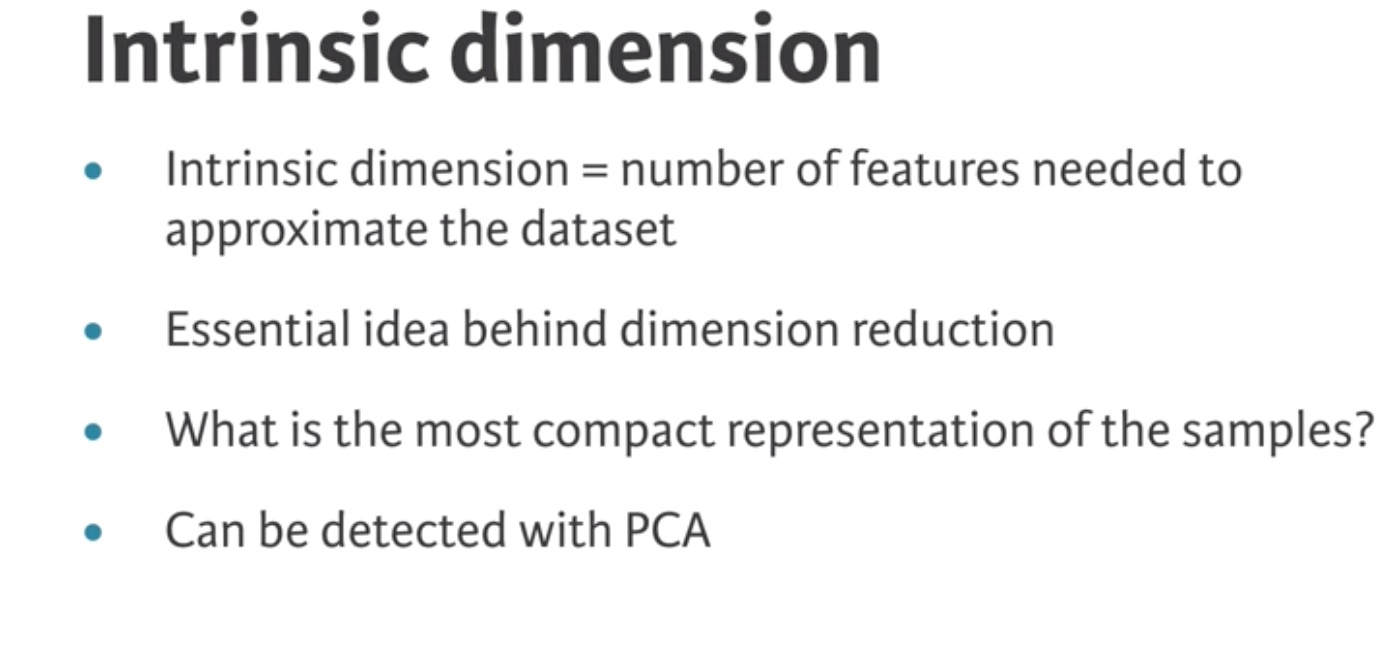 Intrinsic dimension
• Intrinsic dimension = number of features needed to
approximate the dataset
• Essential idea behind dimension reduction
• What is the most compact representation of the samples?
• Can be detected with PCA